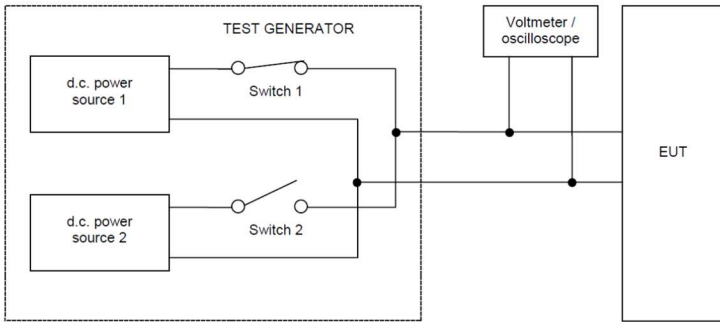 TEST GENERATOR
Voltmeter /
oscilloscope
d.c. power
source 1
Switch 1
EUT
d.c. power
source 2
Switch 2